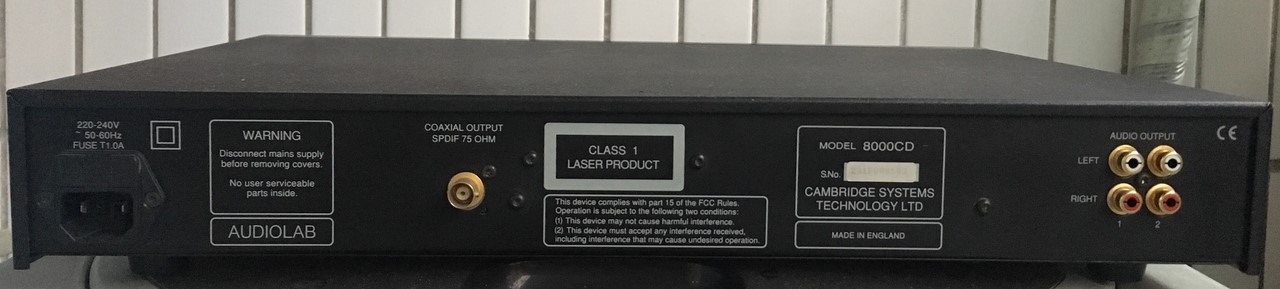 220-240V
~ 50-60Hz
FUSE T1.0A
WARNING
Disconnect mains supply
before removing covers.
No user serviceable
parts inside.
AUDIOLAB
COAXIAL OUTPUT
SPDIF 75 OHM
CLASS 1
LASER PRODUCT
This device complies with part 15 of the FCC Rules.
Operation is subject to the following two conditions:
(1) This device may not cause harmful interference.
(2) This device must accept any interference received,
including interference that may cause undesired operation.
MODEL 8000CD
S.No.
CAMBRIDGE SYSTEMS
TECHNOLOGY LTD
MADE IN ENGLAND
AUDIO OUTPUT
LEFT
RIGHT
1 2
CE